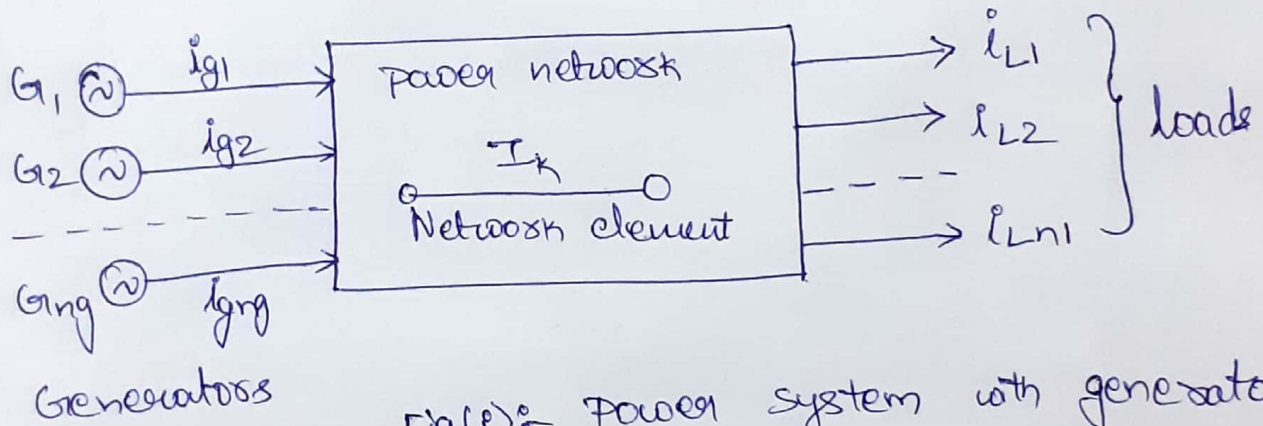 G1 ig1 power network iL1
G2 ig2 iL2 loads
IK
Network element
Gng igng iLn1
Generators
power system with generato